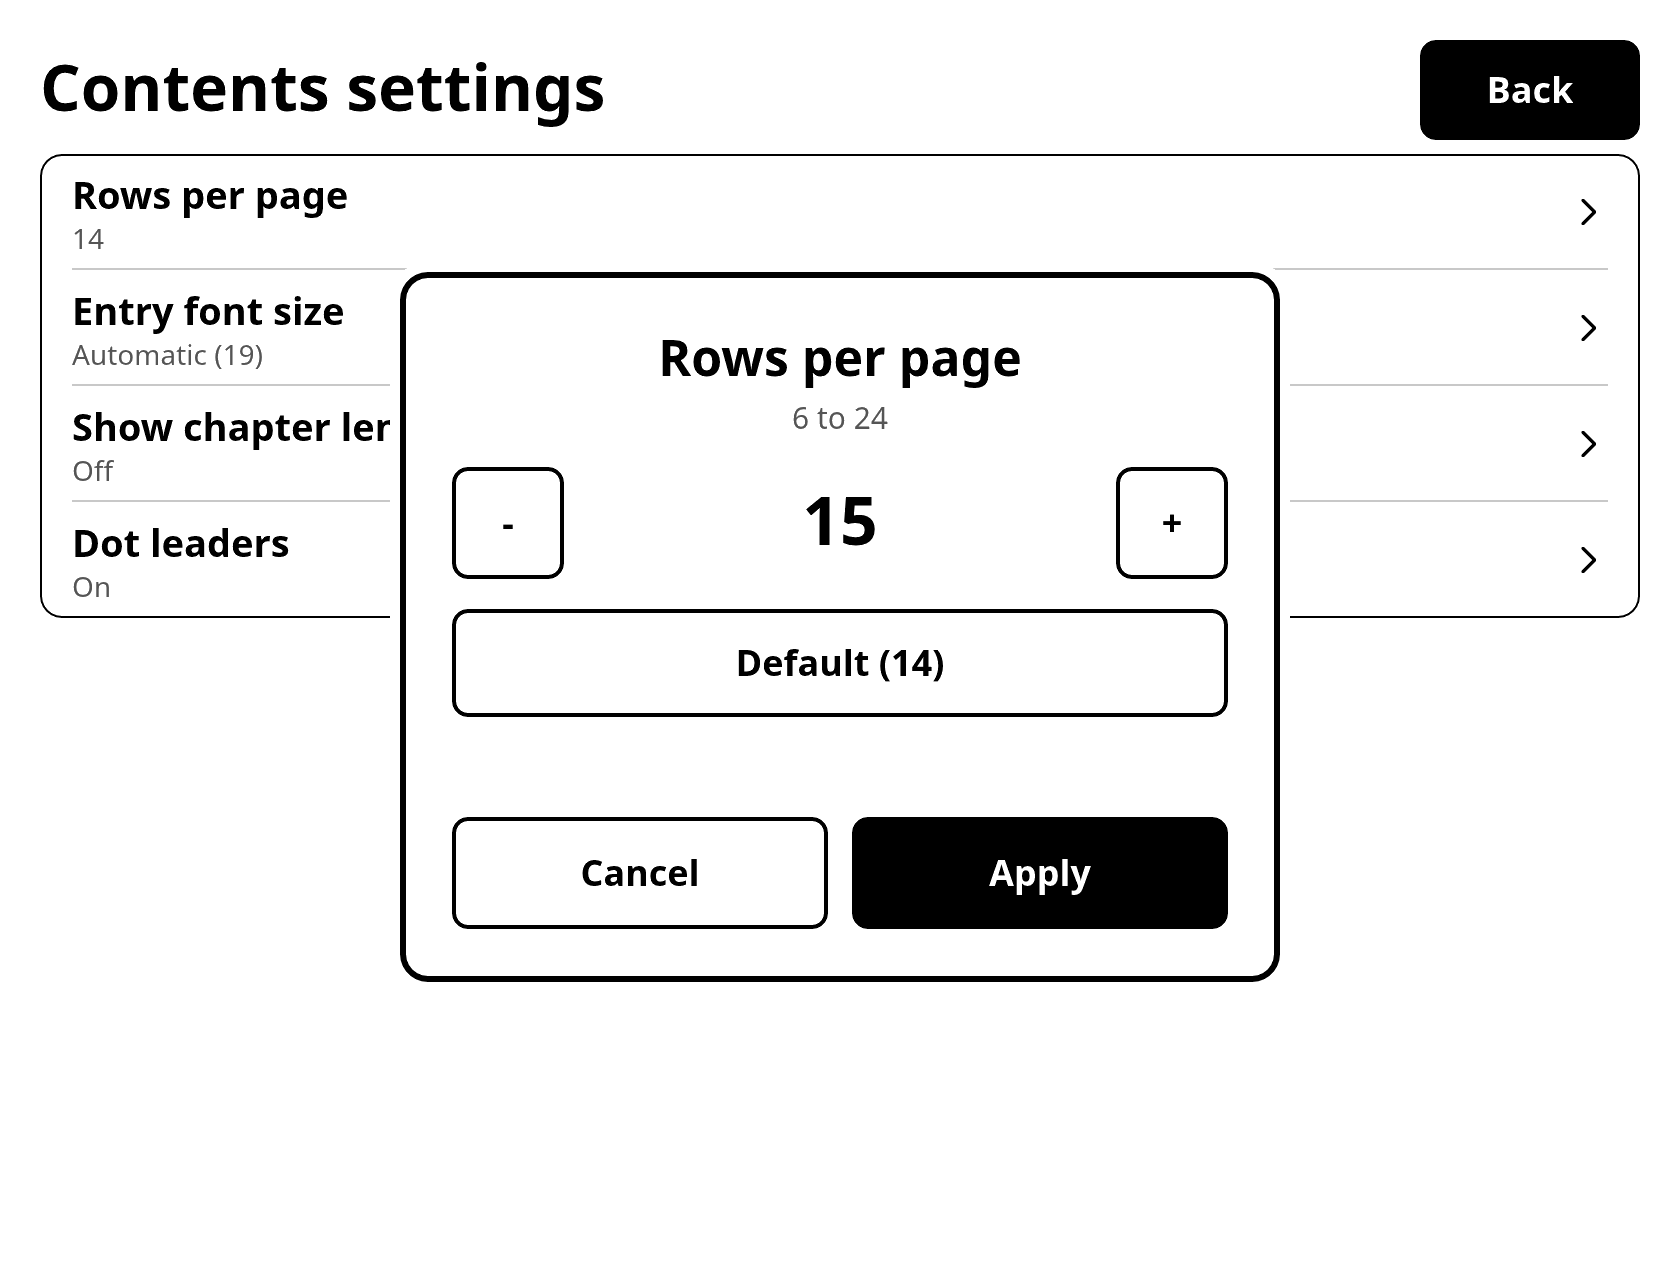 Contents settings
Back
Rows per page
14
Entry font size
Automatic (19)
Show chapter
Off
Dot leaders
On
Rows per page
6 to 24
-
15
+
Default (14)
Cancel
Apply